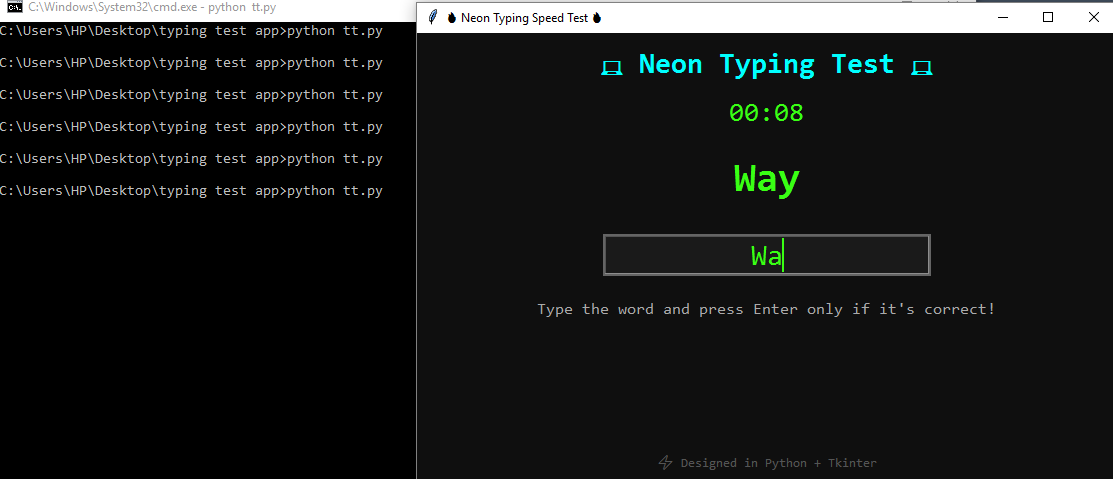 C:\Windows\System32\cmd.exe - python tt.py
C:\Users\HP\Desktop\typing test app>python tt.py
C:\Users\HP\Desktop\typing test app>python tt.py
C:\Users\HP\Desktop\typing test app>python tt.py
C:\Users\HP\Desktop\typing test app>python tt.py
C:\Users\HP\Desktop\typing test app>python tt.py
C:\Users\HP\Desktop\typing test app>python tt.py
🔥 Neon Typing Speed Test 🔥
💻 Neon Typing Test 💻
00:08
Way
Wa
Type the word and press Enter only if it's correct!
⚡ Designed in Python + Tkinter